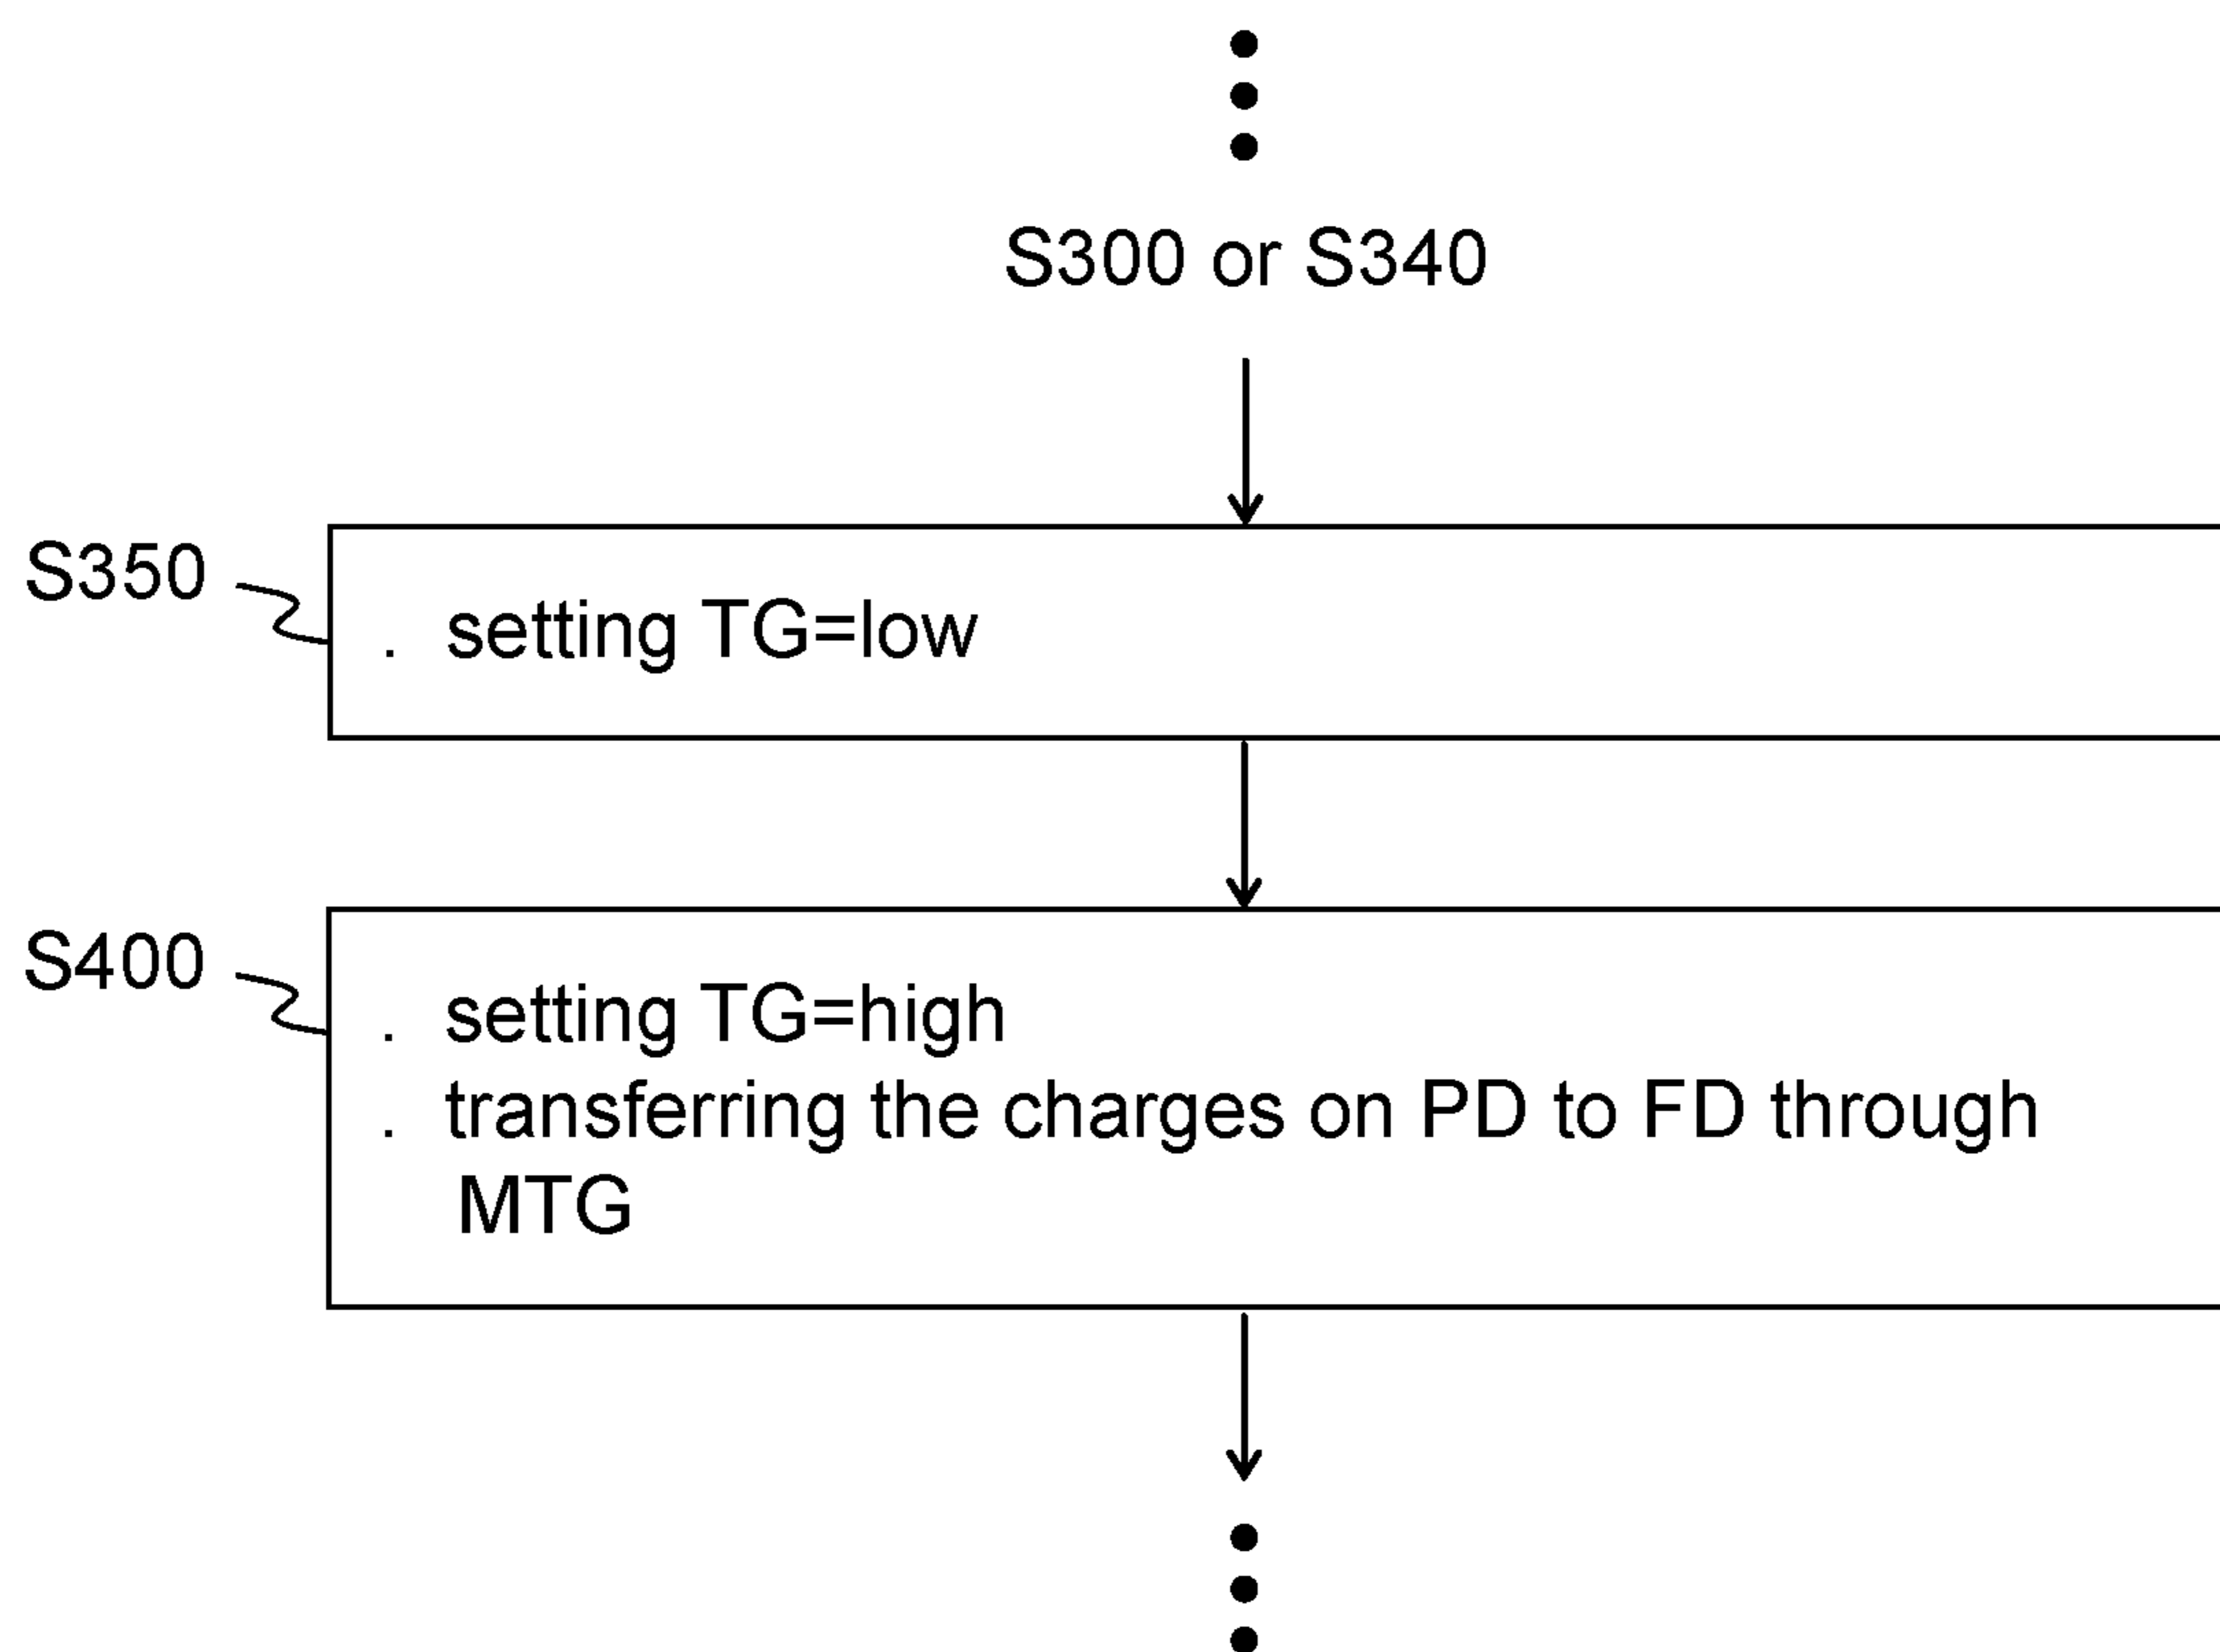 S300 or S340
S350
. setting TG=low
S400
. setting TG=high
. transferring the charges on PD to FD through
MTG